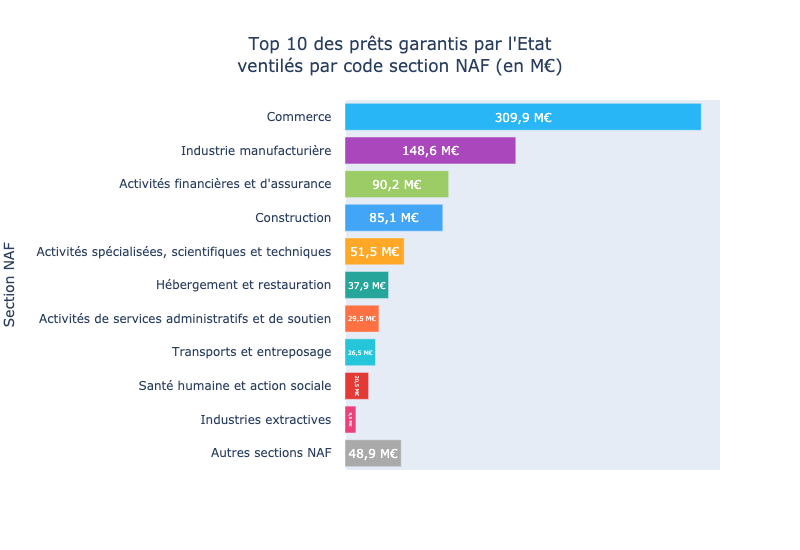 Top 10 des prêts garantis par l'Etat
ventilés par code section NAF (en M€)
Section NAF
Commerce
309,9 M€
Industrie manufacturière
148,6 M€
Activités financières et d'assurance
90,2 M€
Construction
85,1 M€
Activités spécialisées, scientifiques et techniques
51,5 M€
Hébergement et restauration
37,9 M€
Activités de services administratifs et de soutien
29,5 M€
Transports et entreposage
26,5 M€
Santé humaine et action sociale
20,5 M€
Industries extractives
Autres sections NAF
48,9 M€